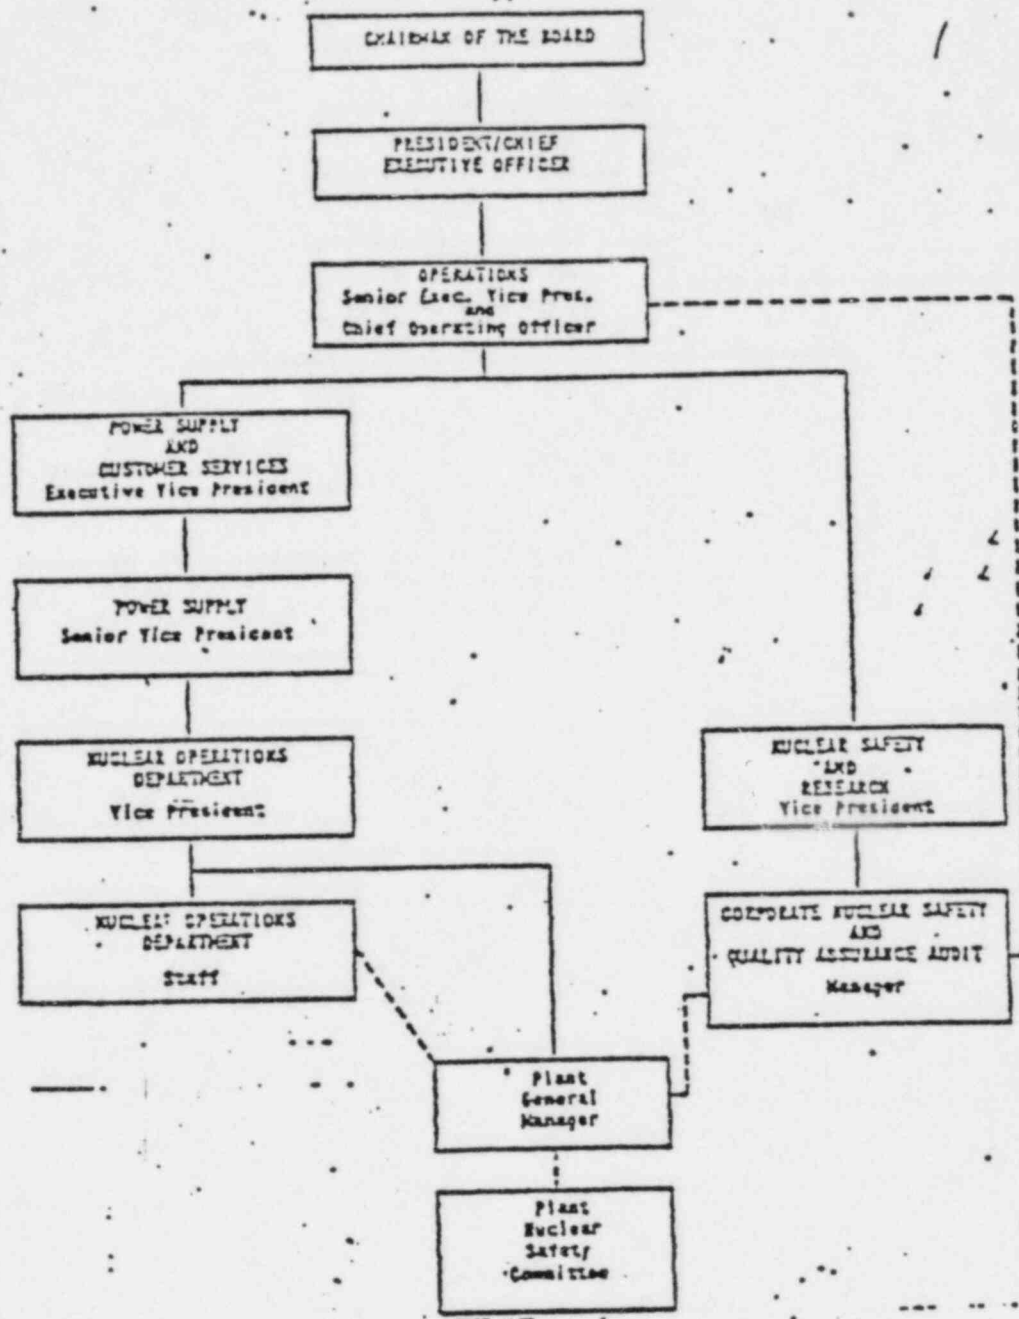 CHAIRMAN OF THE BOARD
PRESIDENT/CHIEF
EXECUTIVE OFFICER
OPERATIONS
Senior Exec. Vice Pres.
and
Chief Operating Officer
POWER SUPPLY
AND
CUSTOMER SERVICES
Executive Vice President
POWER SUPPLY
Senior Vice President
NUCLEAR OPERATIONS
DEPARTMENT
Vice President
NUCLEAR SAFETY
AND
RESEARCH
Vice President
NUCLEAR OPERATIONS
DEPARTMENT
Staff
CORPORATE NUCLEAR SAFETY
AND
QUALITY ASSURANCE AUDIT
Manager
Plant
General
Manager
Plant
Nuclear
Safety
Committee